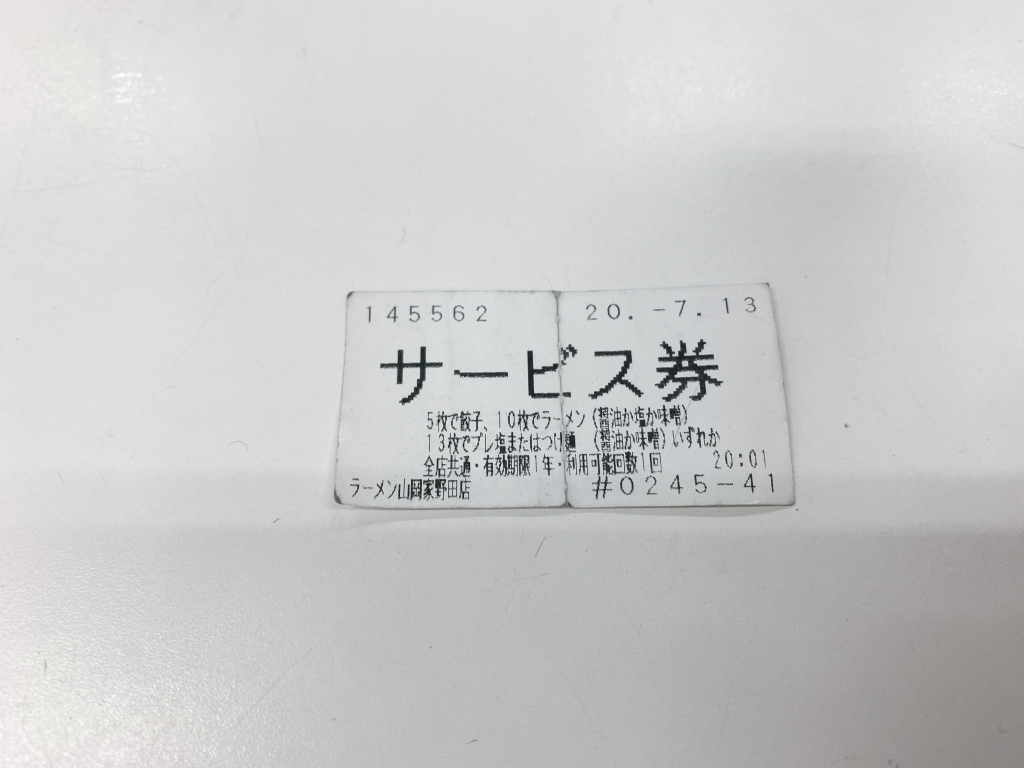 145562 20.-7.13
サービス券
5枚で餃子、10枚でラーメン(醤油か塩か味噌)
13枚でプレ塩またはつけ麺 (醤油か味噌)いずれか
全店共通・有効期限1年・利用可能回数1回 20:01
ラーメン山岡家野田店 #0245-41